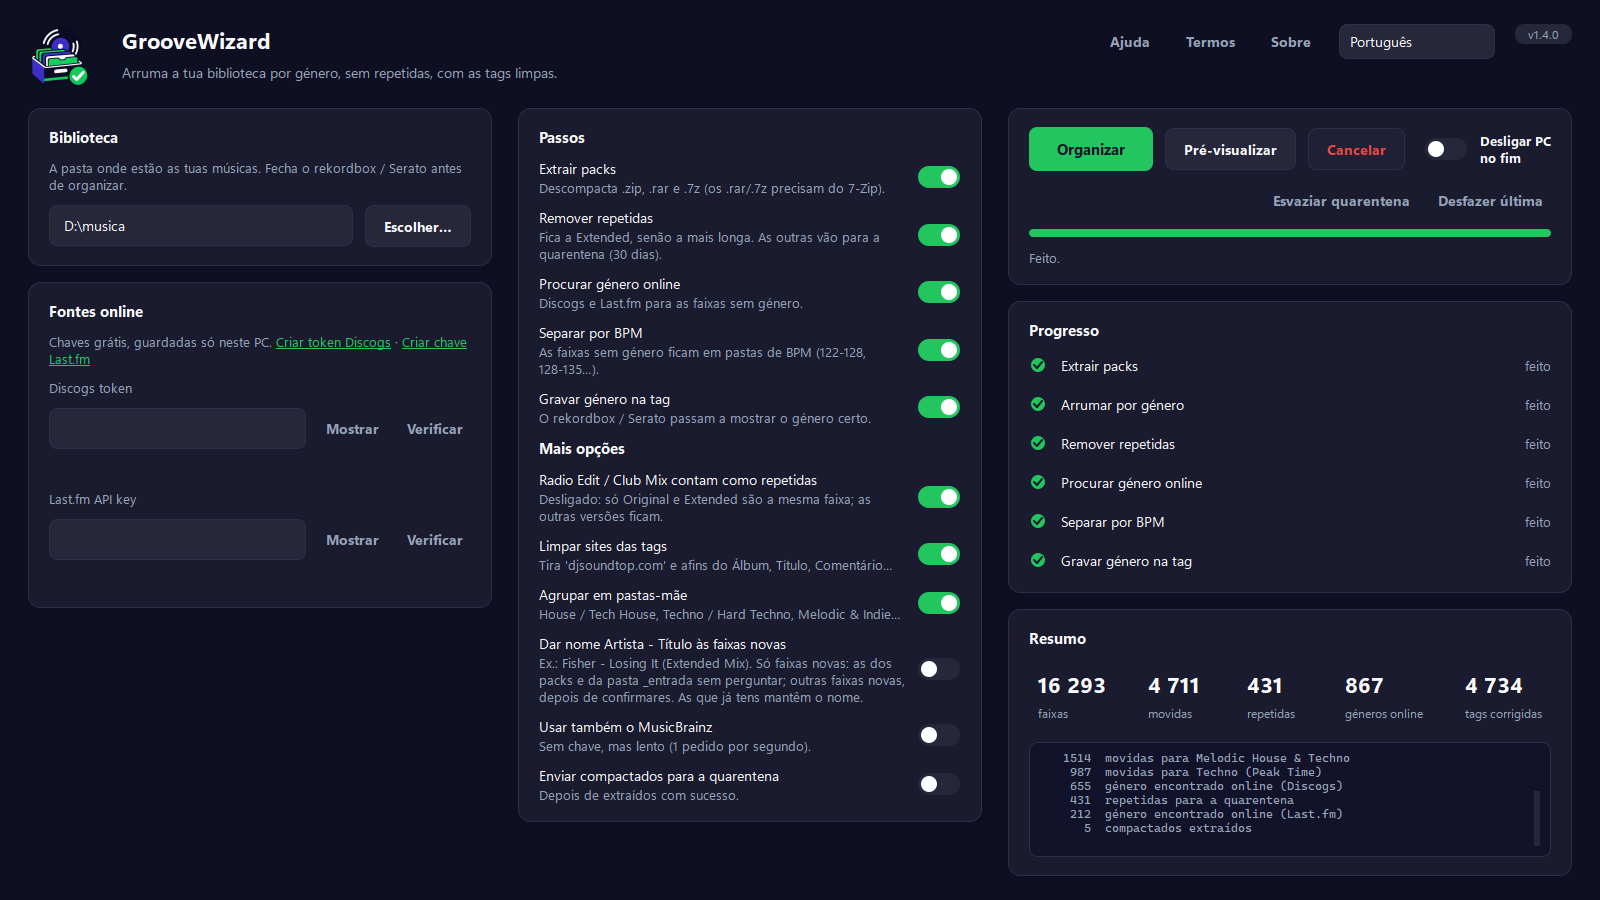 GrooveWizard
Arruma a tua biblioteca por género, sem repetidas, com as tags limpas.
Ajuda
Termos
Sobre
Português
v1.4.0
Biblioteca
A pasta onde estão as tuas músicas. Fecha o rekordbox / Serato antes
de organizar.
D:\musica
Escolher...
Fontes online
Chaves grátis, guardadas só neste PC. Criar token Discogs · Criar chave
Last.fm
Discogs token
Mostrar
Verificar
Last.fm API key
Mostrar
Verificar
Passos
Extrair packs
Descompacta .zip, .rar e .7z (os .rar/.7z precisam do 7-Zip).
Remover repetidas
Fica a Extended, senão a mais longa. As outras vão para a
quarentena (30 dias).
Procurar género online
Discogs e Last.fm para as faixas sem género.
Separar por BPM
As faixas sem género ficam em pastas de BPM (122-128,
128-135...).
Gravar género na tag
O rekordbox / Serato passam a mostrar o género certo.
Mais opções
Radio Edit / Club Mix contam como repetidas
Desligado: só Original e Extended são a mesma faixa; as
outras versões ficam.
Limpar sites das tags
Tira 'djsoundtop.com' e afins do Álbum, Título, Comentário...
Agrupar em pastas-mãe
House / Tech House, Techno / Hard Techno, Melodic & Indie...
Dar nome Artista - Título às faixas novas
Ex.: Fisher - Losing It (Extended Mix). Só faixas novas: as dos
packs e da pasta _entrada sem perguntar; outras faixas novas,
depois de confirmares. As que já tens mantêm o nome.
Usar também o MusicBrainz
Sem chave, mas lento (1 pedido por segundo).
Enviar compactados para a quarentena
Depois de extraídos com sucesso.
Organizar
Pré-visualizar
Cancelar
Desligar PC
no fim
Esvaziar quarentena
Desfazer última
Feito.
Progresso
Extrair packs feito
Arrumar por género feito
Remover repetidas feito
Procurar género online feito
Separar por BPM feito
Gravar género na tag feito
Resumo
16 293 4 711 431 867 4 734
faixas movidas repetidas géneros online tags corrigidas
1514 movidas para Melodic House & Techno
987 movidas para Techno (Peak Time)
655 género encontrado online (Discogs)
431 repetidas para a quarentena
212 género encontrado online (Last.fm)
5 compactados extraídos